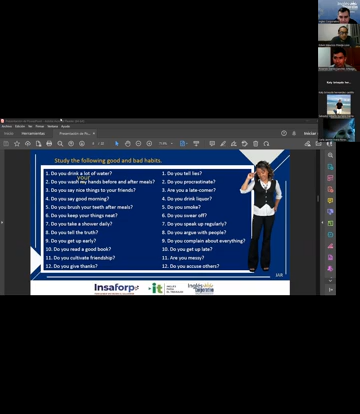 Inicio Herramientas
Iniciar
Study the following good and bad habits.
1. Do you drink a lot of water?
your
2. Do you wash my hands before and after meals?
3. Do you say nice things to your friends?
4. Do you say good morning?
5. Do you brush your teeth after meals?
6. Do you keep your things neat?
7. Do you take a shower daily?
8. Do you tell the truth?
9. Do you get up early?
10. Do you read a good book?
11. Do you cultivate friendship?
12. Do you give thanks?
1. Do you tell lies?
2. Do you procrastinate?
3. Are you a late-comer?
4. Do you drink liquor?
5. Do you smoke?
6. Do you swear off?
7. Do you speak up regularly?
8. Do you argue with people?
9. Do you complain about everything?
10. Do you get up late?
11. Are you messy?
12. Do you accuse others?
Insaforp
it
Inglés